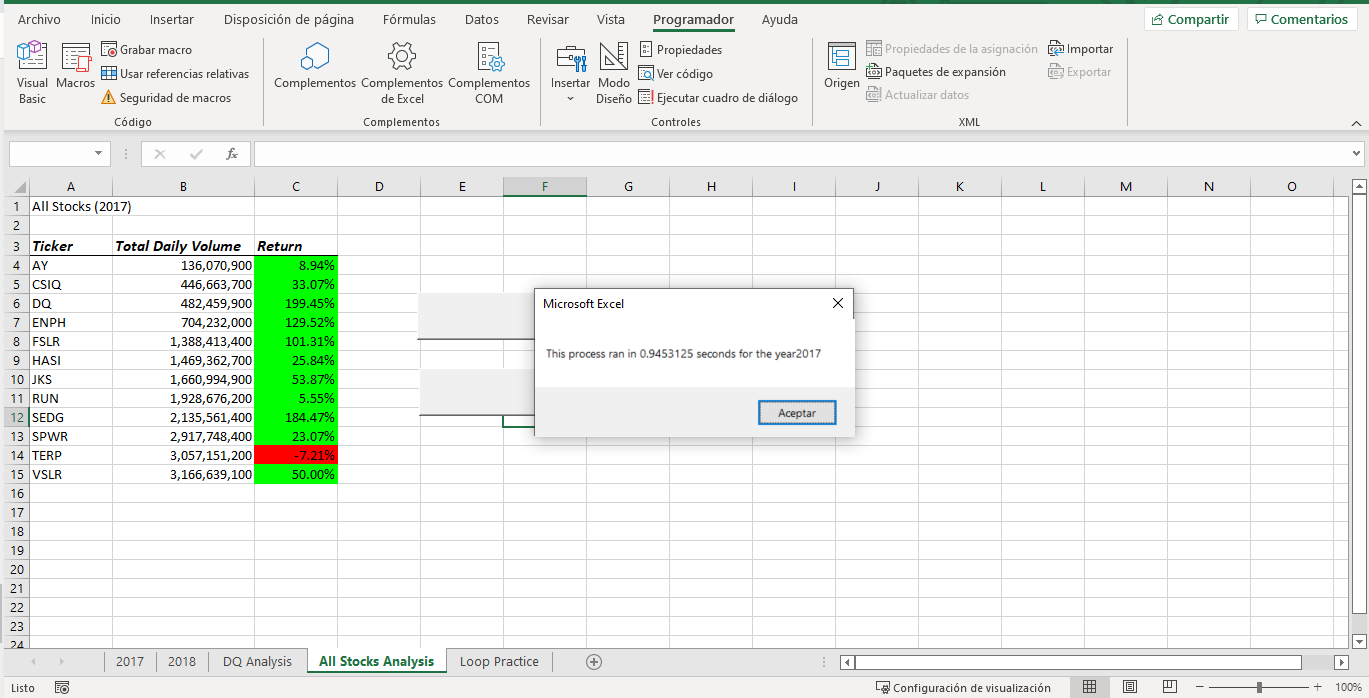 Archivo Inicio Insertar Disposición de página Fórmulas Datos Revisar Vista Programador Ayuda Compartir Comentarios
Visual Basic
Macros
Grabar macro
Usar referencias relativas
Seguridad de macros
Código
Complementos
Complementos de Excel
Complementos COM
Complementos
Insertar
Modo Diseño
Propiedades
Ver código
Ejecutar cuadro de diálogo
Controles
Origen
Propiedades de la asignación
Paquetes de expansión
Actualizar datos
Importar
Exportar
XML
fx
A B C D E F G H I J K L M N O
1 All Stocks (2017)
2
3 Ticker Total Daily Volume Return
4 AY 136,070,900 8.94%
5 CSIQ 446,663,700 33.07%
6 DQ 482,459,900 199.45%
7 ENPH 704,232,000 129.52%
8 FSLR 1,388,413,400 101.31%
9 HASI 1,469,362,700 25.84%
10 JKS 1,660,994,900 53.87%
11 RUN 1,928,676,200 5.55%
12 SEDG 2,135,561,400 184.47%
13 SPWR 2,917,748,400 23.07%
14 TERP 3,057,151,200 -7.21%
15 VSLR 3,166,639,100 50.00%
16
17
18
19
20
21
22
23
24
Microsoft Excel
This process ran in 0.9453125 seconds for the year2017
Aceptar
2017 2018 DQ Analysis All Stocks Analysis Loop Practice
Listo Configuración de visualización 100%